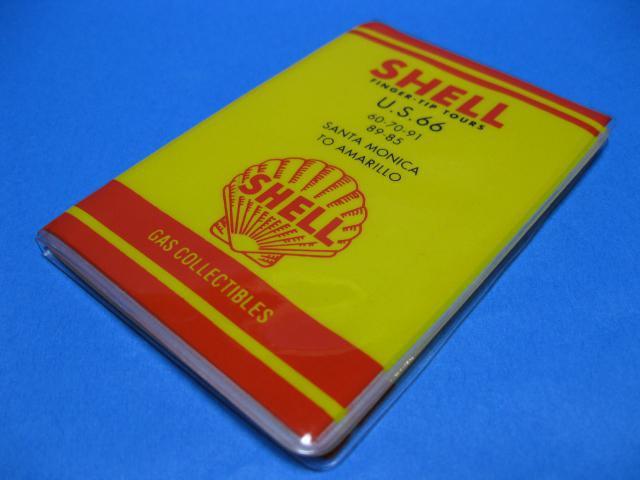 SHELL
FINGER-TIP TOURS
U.S.66
60-70-91
89-85
SANTA MONICA
TO AMARILLO
SHELL
GAS COLLECTIBLES